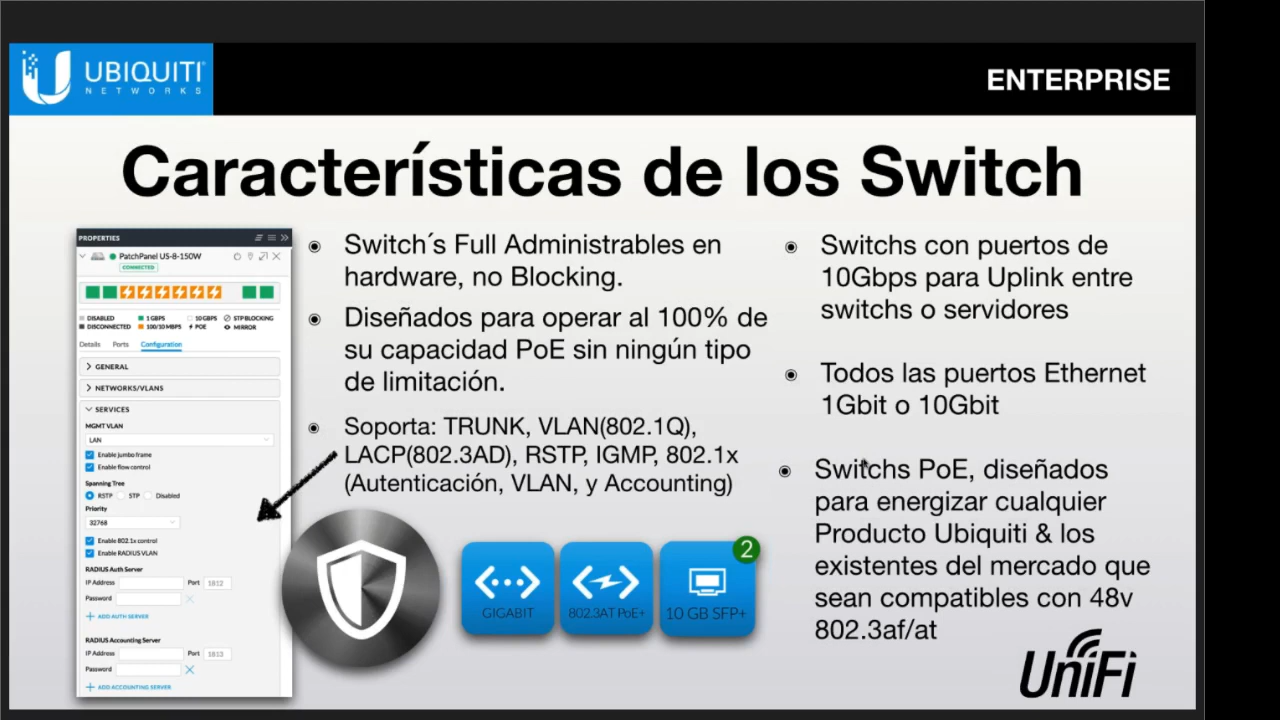 UBIQUITI
NETWORKS
ENTERPRISE
Características de los Switch
PROPERTIES
PatchPanel US-8-150W
CONNECTED
DISABLED
1 GBPS
10 GBPS
STP BLOCKING
DISCONNECTED
100/10 MBPS
POE
MIRROR
Details
Ports
Configuration
GENERAL
NETWORKS/VLANS
SERVICES
MGMT VLAN
LAN
Enable jumbo frame
Enable flow control
Spanning Tree
RSTP
STP
Disabled
Priority
32768
Enable 802.1x control
Enable RADIUS VLAN
RADIUS Auth Server
IP Address
Port
1812
Password
ADD AUTH SERVER
RADIUS Accounting Server
IP Address
Port
1813
Password
ADD ACCOUNTING SERVER
Switch´s Full Administrables en
hardware, no Blocking.
Diseñados para operar al 100% de
su capacidad PoE sin ningún tipo
de limitación.
Soporta: TRUNK, VLAN(802.1Q),
LACP(802.3AD), RSTP, IGMP, 802.1x
(Autenticación, VLAN, y Accounting)
GIGABIT
802.3AT PoE+
2
10 GB SFP+
Switchs con puertos de
10Gbps para Uplink entre
switchs o servidores
Todos las puertos Ethernet
1Gbit o 10Gbit
Switchs PoE, diseñados
para energizar cualquier
Producto Ubiquiti & los
existentes del mercado que
sean compatibles con 48v
802.3af/at
UniFi